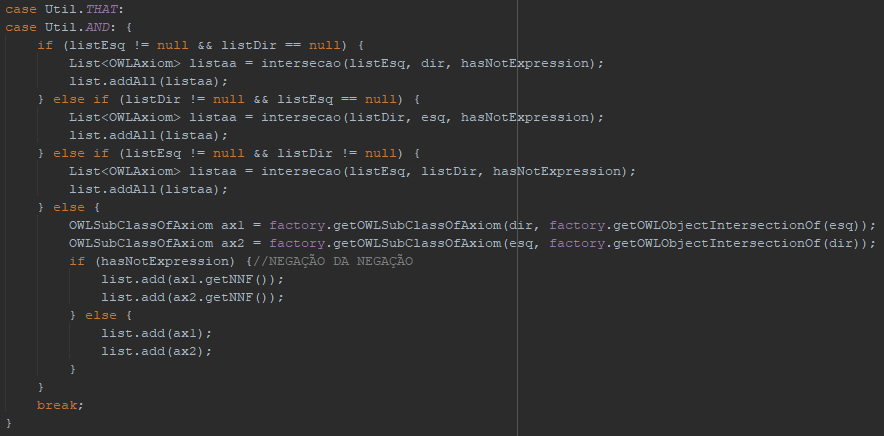 case Util.THAT:
case Util.AND: {
    if (listEsq != null && listDir == null) {
        List<OWLAxiom> listaa = intersecao(listEsq, dir, hasNotExpression);
        list.addAll(listaa);
    } else if (listDir != null && listEsq == null) {
        List<OWLAxiom> listaa = intersecao(listDir, esq, hasNotExpression);
        list.addAll(listaa);
    } else if (listEsq != null && listDir != null) {
        List<OWLAxiom> listaa = intersecao(listEsq, listDir, hasNotExpression);
        list.addAll(listaa);
    } else {
        OWLSubClassOfAxiom ax1 = factory.getOWLSubClassOfAxiom(dir, factory.getOWLObjectIntersectionOf(esq));
        OWLSubClassOfAxiom ax2 = factory.getOWLSubClassOfAxiom(esq, factory.getOWLObjectIntersectionOf(dir));
        if (hasNotExpression) {//NEGAÇÃO DA NEGAÇÃO
            list.add(ax1.getNNF());
            list.add(ax2.getNNF());
        } else {
            list.add(ax1);
            list.add(ax2);
        }
    }
    break;
}